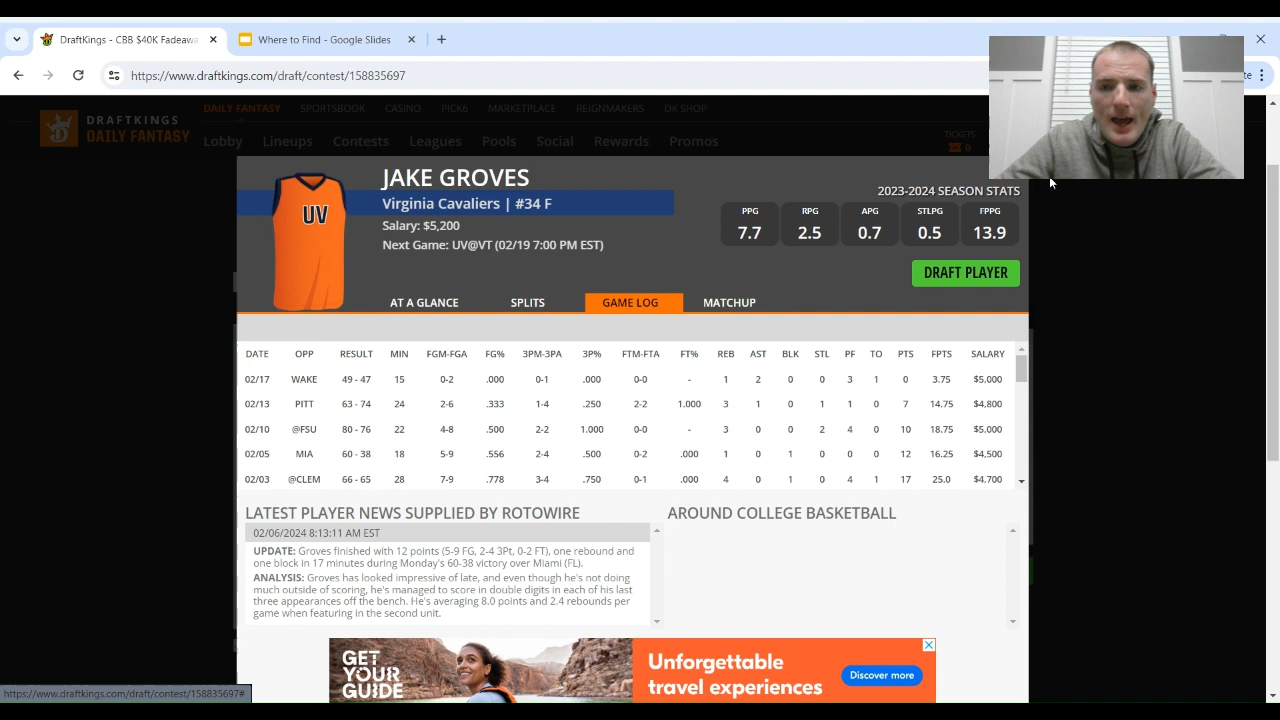 DraftKings - CBB $40K Fadeawa
Where to Find - Google Slides
https://www.draftkings.com/draft/contest/158835697
te
DRAFTKINGS
DAILY FANTASY
DAILY FANTASY SPORTSBOOK CASINO PICK6 MARKETPLACE REIGNMAKERS DK SHOP
Lobby Lineups Contests Leagues Pools Social Rewards Promos
TICKETS
0
UV
JAKE GROVES
Virginia Cavaliers | #34 F
Salary: $5,200
Next Game: UV@VT (02/19 7:00 PM EST)
2023-2024 SEASON STATS
PPG RPG APG STLPG FPPG
7.7 2.5 0.7 0.5 13.9
DRAFT PLAYER
AT A GLANCE SPLITS GAME LOG MATCHUP
DATE OPP RESULT MIN FGM-FGA FG% 3PM-3PA 3P% FTM-FTA FT% REB AST BLK STL PF TO PTS FPTS SALARY
02/17 WAKE 49 - 47 15 0-2 .000 0-1 .000 0-0 - 1 2 0 0 3 1 0 3.75 $5,000
02/13 PITT 63 - 74 24 2-6 .333 1-4 .250 2-2 1.000 3 1 0 1 1 0 7 14.75 $4,800
02/10 @FSU 80 - 76 22 4-8 .500 2-2 1.000 0-0 - 3 0 0 2 4 0 10 18.75 $5,000
02/05 MIA 60 - 38 18 5-9 .556 2-4 .500 0-2 .000 1 0 1 0 0 0 12 16.25 $4,500
02/03 @CLEM 66 - 65 28 7-9 .778 3-4 .750 0-1 .000 4 0 1 0 4 1 17 25.0 $4,700
LATEST PLAYER NEWS SUPPLIED BY ROTOWIRE
02/06/2024 8:13:11 AM EST
UPDATE: Groves finished with 12 points (5-9 FG, 2-4 3Pt, 0-2 FT), one rebound and
one block in 17 minutes during Monday's 60-38 victory over Miami (FL).
ANALYSIS: Groves has looked impressive of late, and even though he's not doing
much outside of scoring, he's managed to score in double digits in each of his last
three appearances off the bench. He's averaging 8.0 points and 2.4 rebounds per
game when featuring in the second unit.
AROUND COLLEGE BASKETBALL
GET
YOUR
GUIDE
Unforgettable
travel experiences
Discover more
https://www.draftkings.com/draft/contest/158835697#